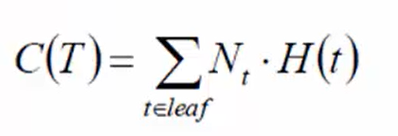 C(T) = ∑ N_t · H(t)
t∈leaf